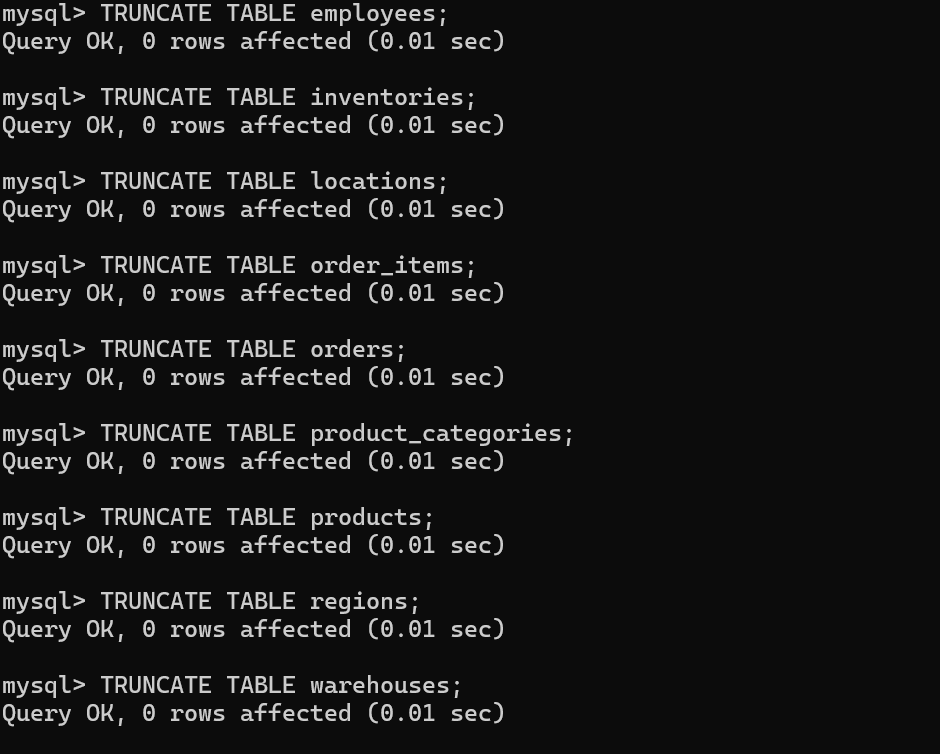 mysql> TRUNCATE TABLE employees;
Query OK, 0 rows affected (0.01 sec)
mysql> TRUNCATE TABLE inventories;
Query OK, 0 rows affected (0.01 sec)
mysql> TRUNCATE TABLE locations;
Query OK, 0 rows affected (0.01 sec)
mysql> TRUNCATE TABLE order_items;
Query OK, 0 rows affected (0.01 sec)
mysql> TRUNCATE TABLE orders;
Query OK, 0 rows affected (0.01 sec)
mysql> TRUNCATE TABLE product_categories;
Query OK, 0 rows affected (0.01 sec)
mysql> TRUNCATE TABLE products;
Query OK, 0 rows affected (0.01 sec)
mysql> TRUNCATE TABLE regions;
Query OK, 0 rows affected (0.01 sec)
mysql> TRUNCATE TABLE warehouses;
Query OK, 0 rows affected (0.01 sec)